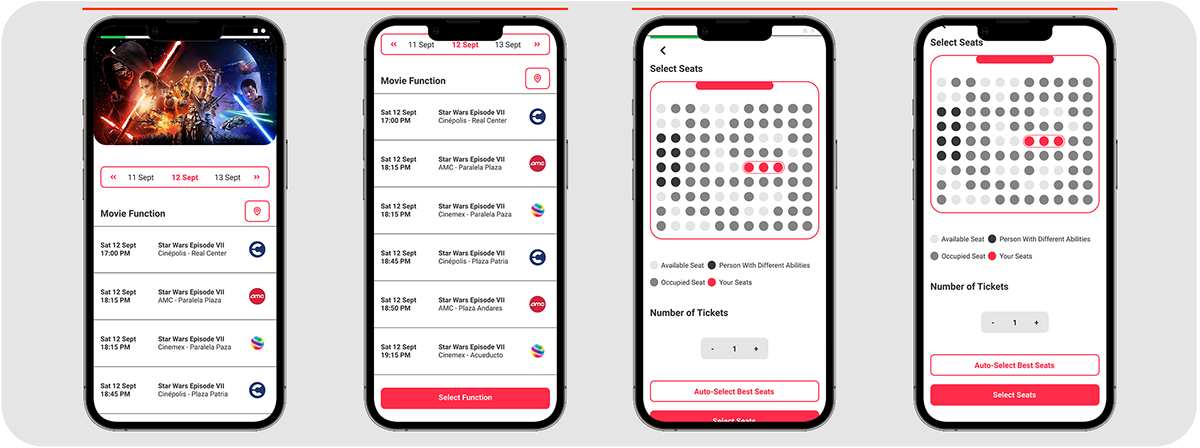 11 Sept 12 Sept 13 Sept
Movie Function
Sat 12 Sept Star Wars Episode VII
17:00 PM Cinépolis - Real Center
Sat 12 Sept Star Wars Episode VII
18:15 PM AMC - Paralela Plaza
amc
Sat 12 Sept Star Wars Episode VII
18:15 PM Cinemex - Paralela Paza
Sat 12 Sept Star Wars Episode VII
18:45 PM Cinépolis - Plaza Patria
11 Sept 12 Sept 13 Sept
Movie Function
Sat 12 Sept Star Wars Episode VII
17:00 PM Cinépolis - Real Center
Sat 12 Sept Star Wars Episode VII
18:15 PM AMC - Paralela Plaza
amc
Sat 12 Sept Star Wars Episode VII
18:15 PM Cinemex - Paralela Paza
Sat 12 Sept Star Wars Episode VII
18:45 PM Cinépolis - Plaza Patria
Sat 12 Sept Star Wars Episode VII
18:50 PM AMC - Plaza Andares
amc
Sat 12 Sept Star Wars Episode VII
19:15 PM Cinemex - Acueducto
Select Function
Select Seats
Available Seat Person With Different Abilities
Occupied Seat Your Seats
Number of Tickets
- 1 +
Auto-Select Best Seats
Select Seats
Select Seats
Available Seat Person With Different Abilities
Occupied Seat Your Seats
Number of Tickets
- 1 +
Auto-Select Best Seats
Select Seats